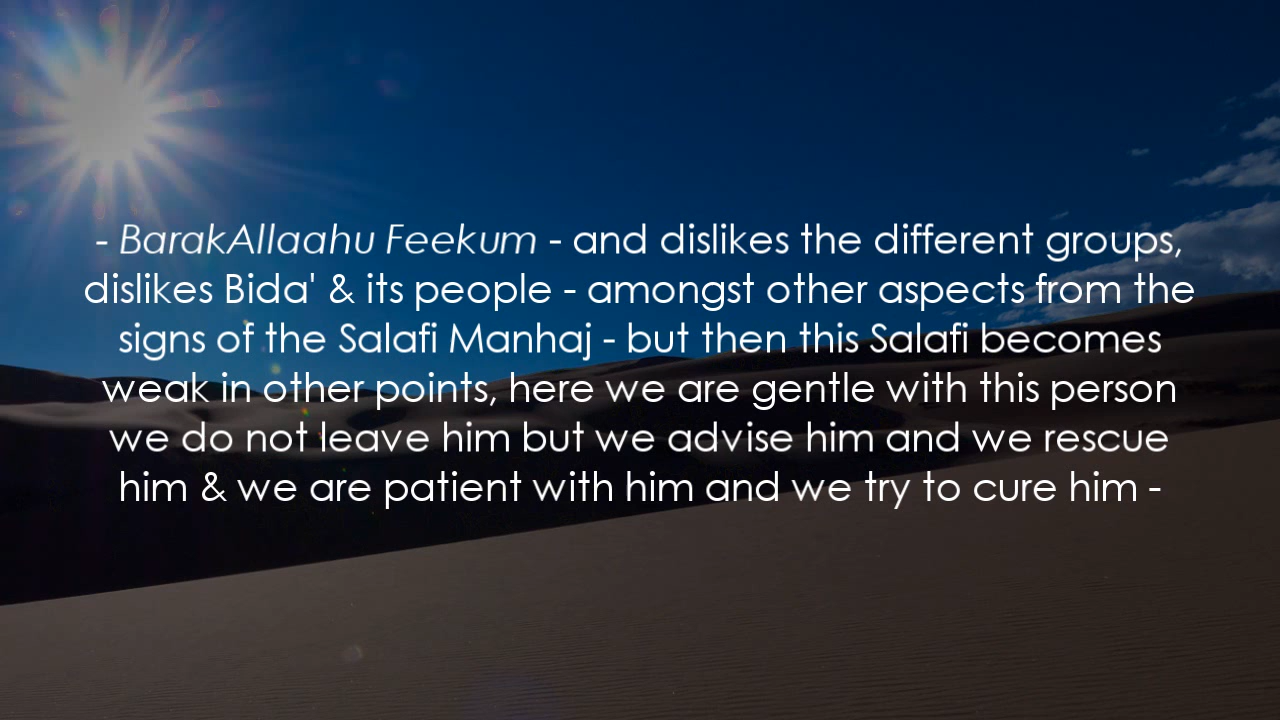 - BarakAllaahu Feekum - and dislikes the different groups,
dislikes Bida' & its people - amongst other aspects from the
signs of the Salafi Manhaj - but then this Salafi becomes
weak in other points, here we are gentle with this person
we do not leave him but we advise him and we rescue
him & we are patient with him and we try to cure him -